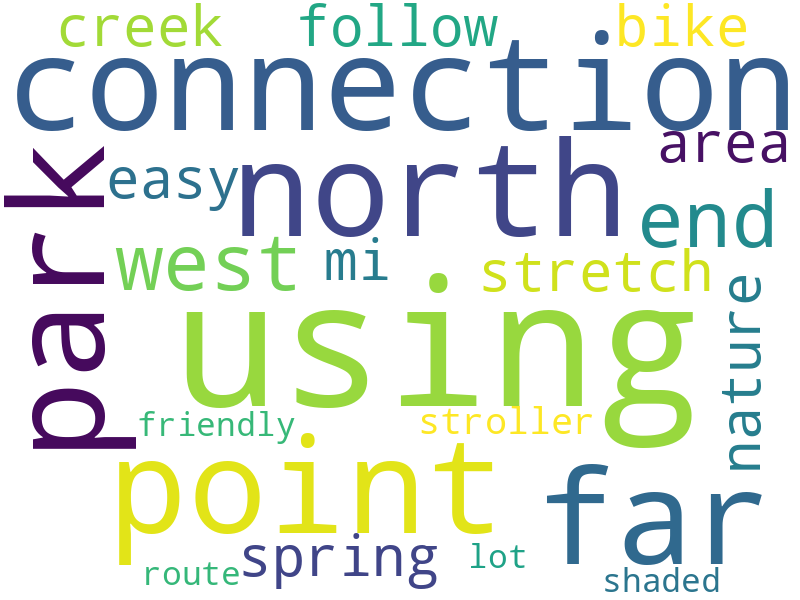 creek follow bike
connection
area
park
north
easy
end
west
mi
stretch
nature
using
friendly
stroller
point
far
spring
lot
route
shaded